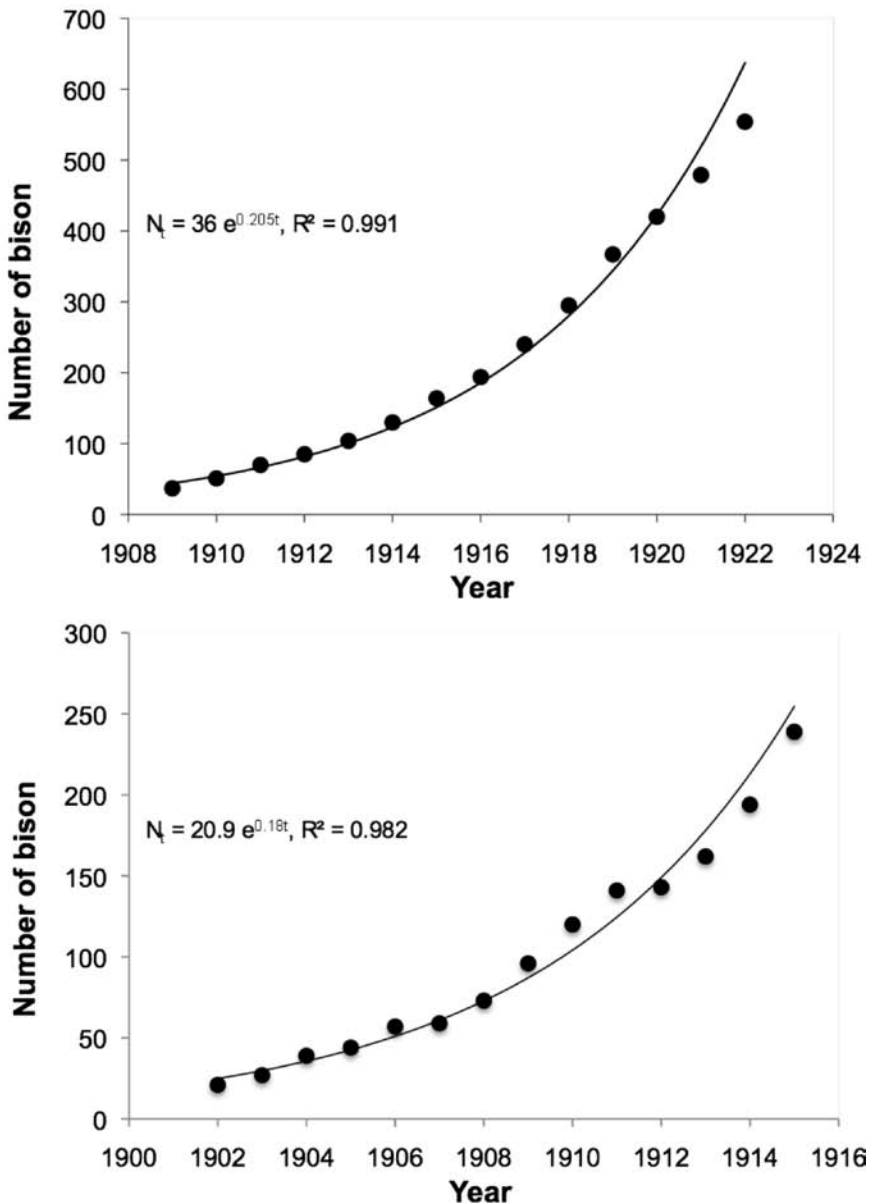 700
600
500
400
300
200
100
0
Number of bison
Nt = 36 e0.205t, R² = 0.991
1908 1910 1912 1914 1916 1918 1920 1922 1924
Year
300
250
200
150
100
50
0
Number of bison
Nt = 20.9 e0.18t, R² = 0.982
1900 1902 1904 1906 1908 1910 1912 1914 1916
Year